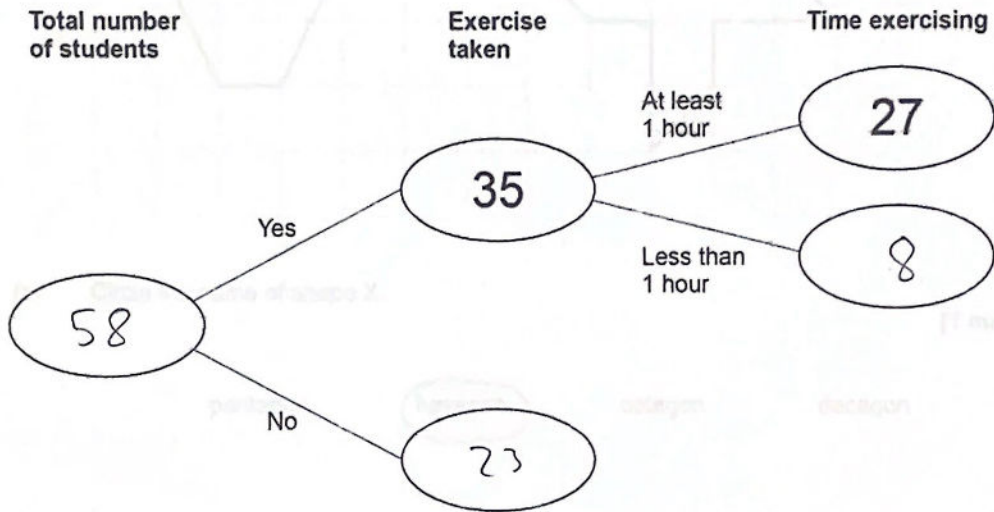 Total number
of students
Exercise
taken
Time exercising
At least
1 hour
27
35
Yes
Less than
1 hour
8
58
No
23